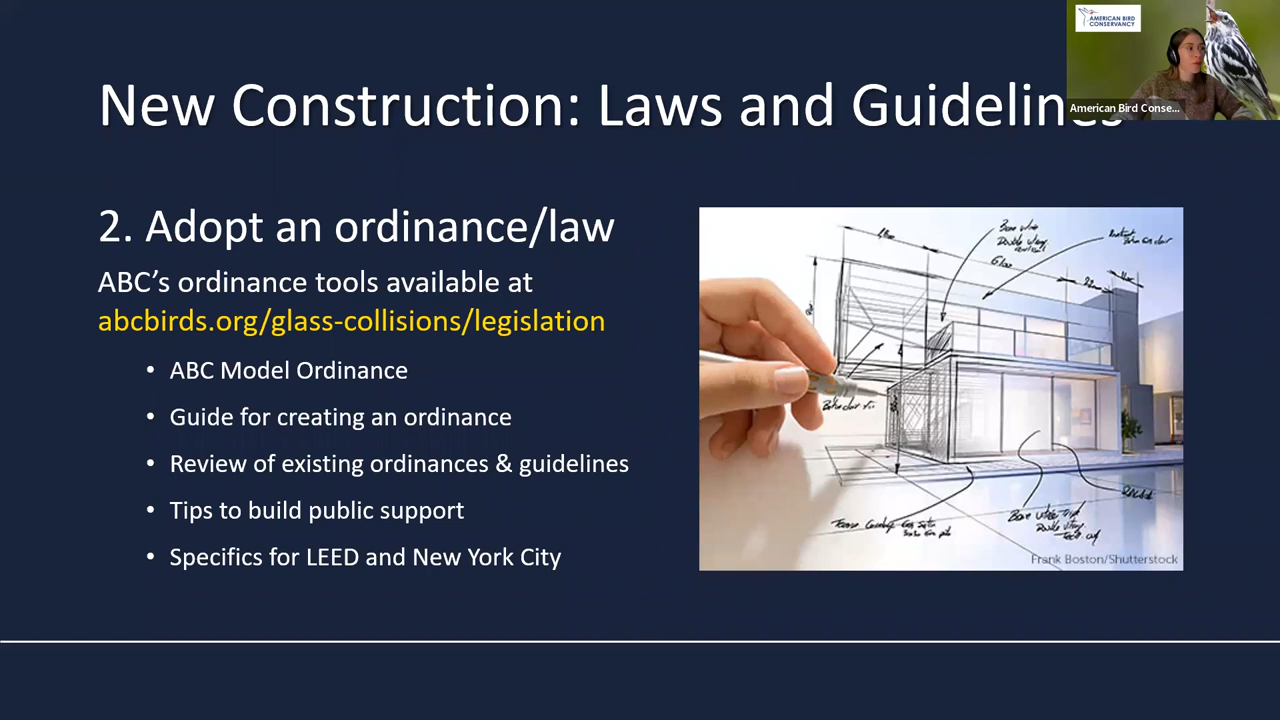 AMERICAN BIRD
CONSERVANCY
American Bird Conse...
New Construction: Laws and Guidelines
2. Adopt an ordinance/law
ABC’s ordinance tools available at
abcbirds.org/glass-collisions/legislation
• ABC Model Ordinance
• Guide for creating an ordinance
• Review of existing ordinances & guidelines
• Tips to build public support
• Specifics for LEED and New York City
Frank Boston/Shutterstock